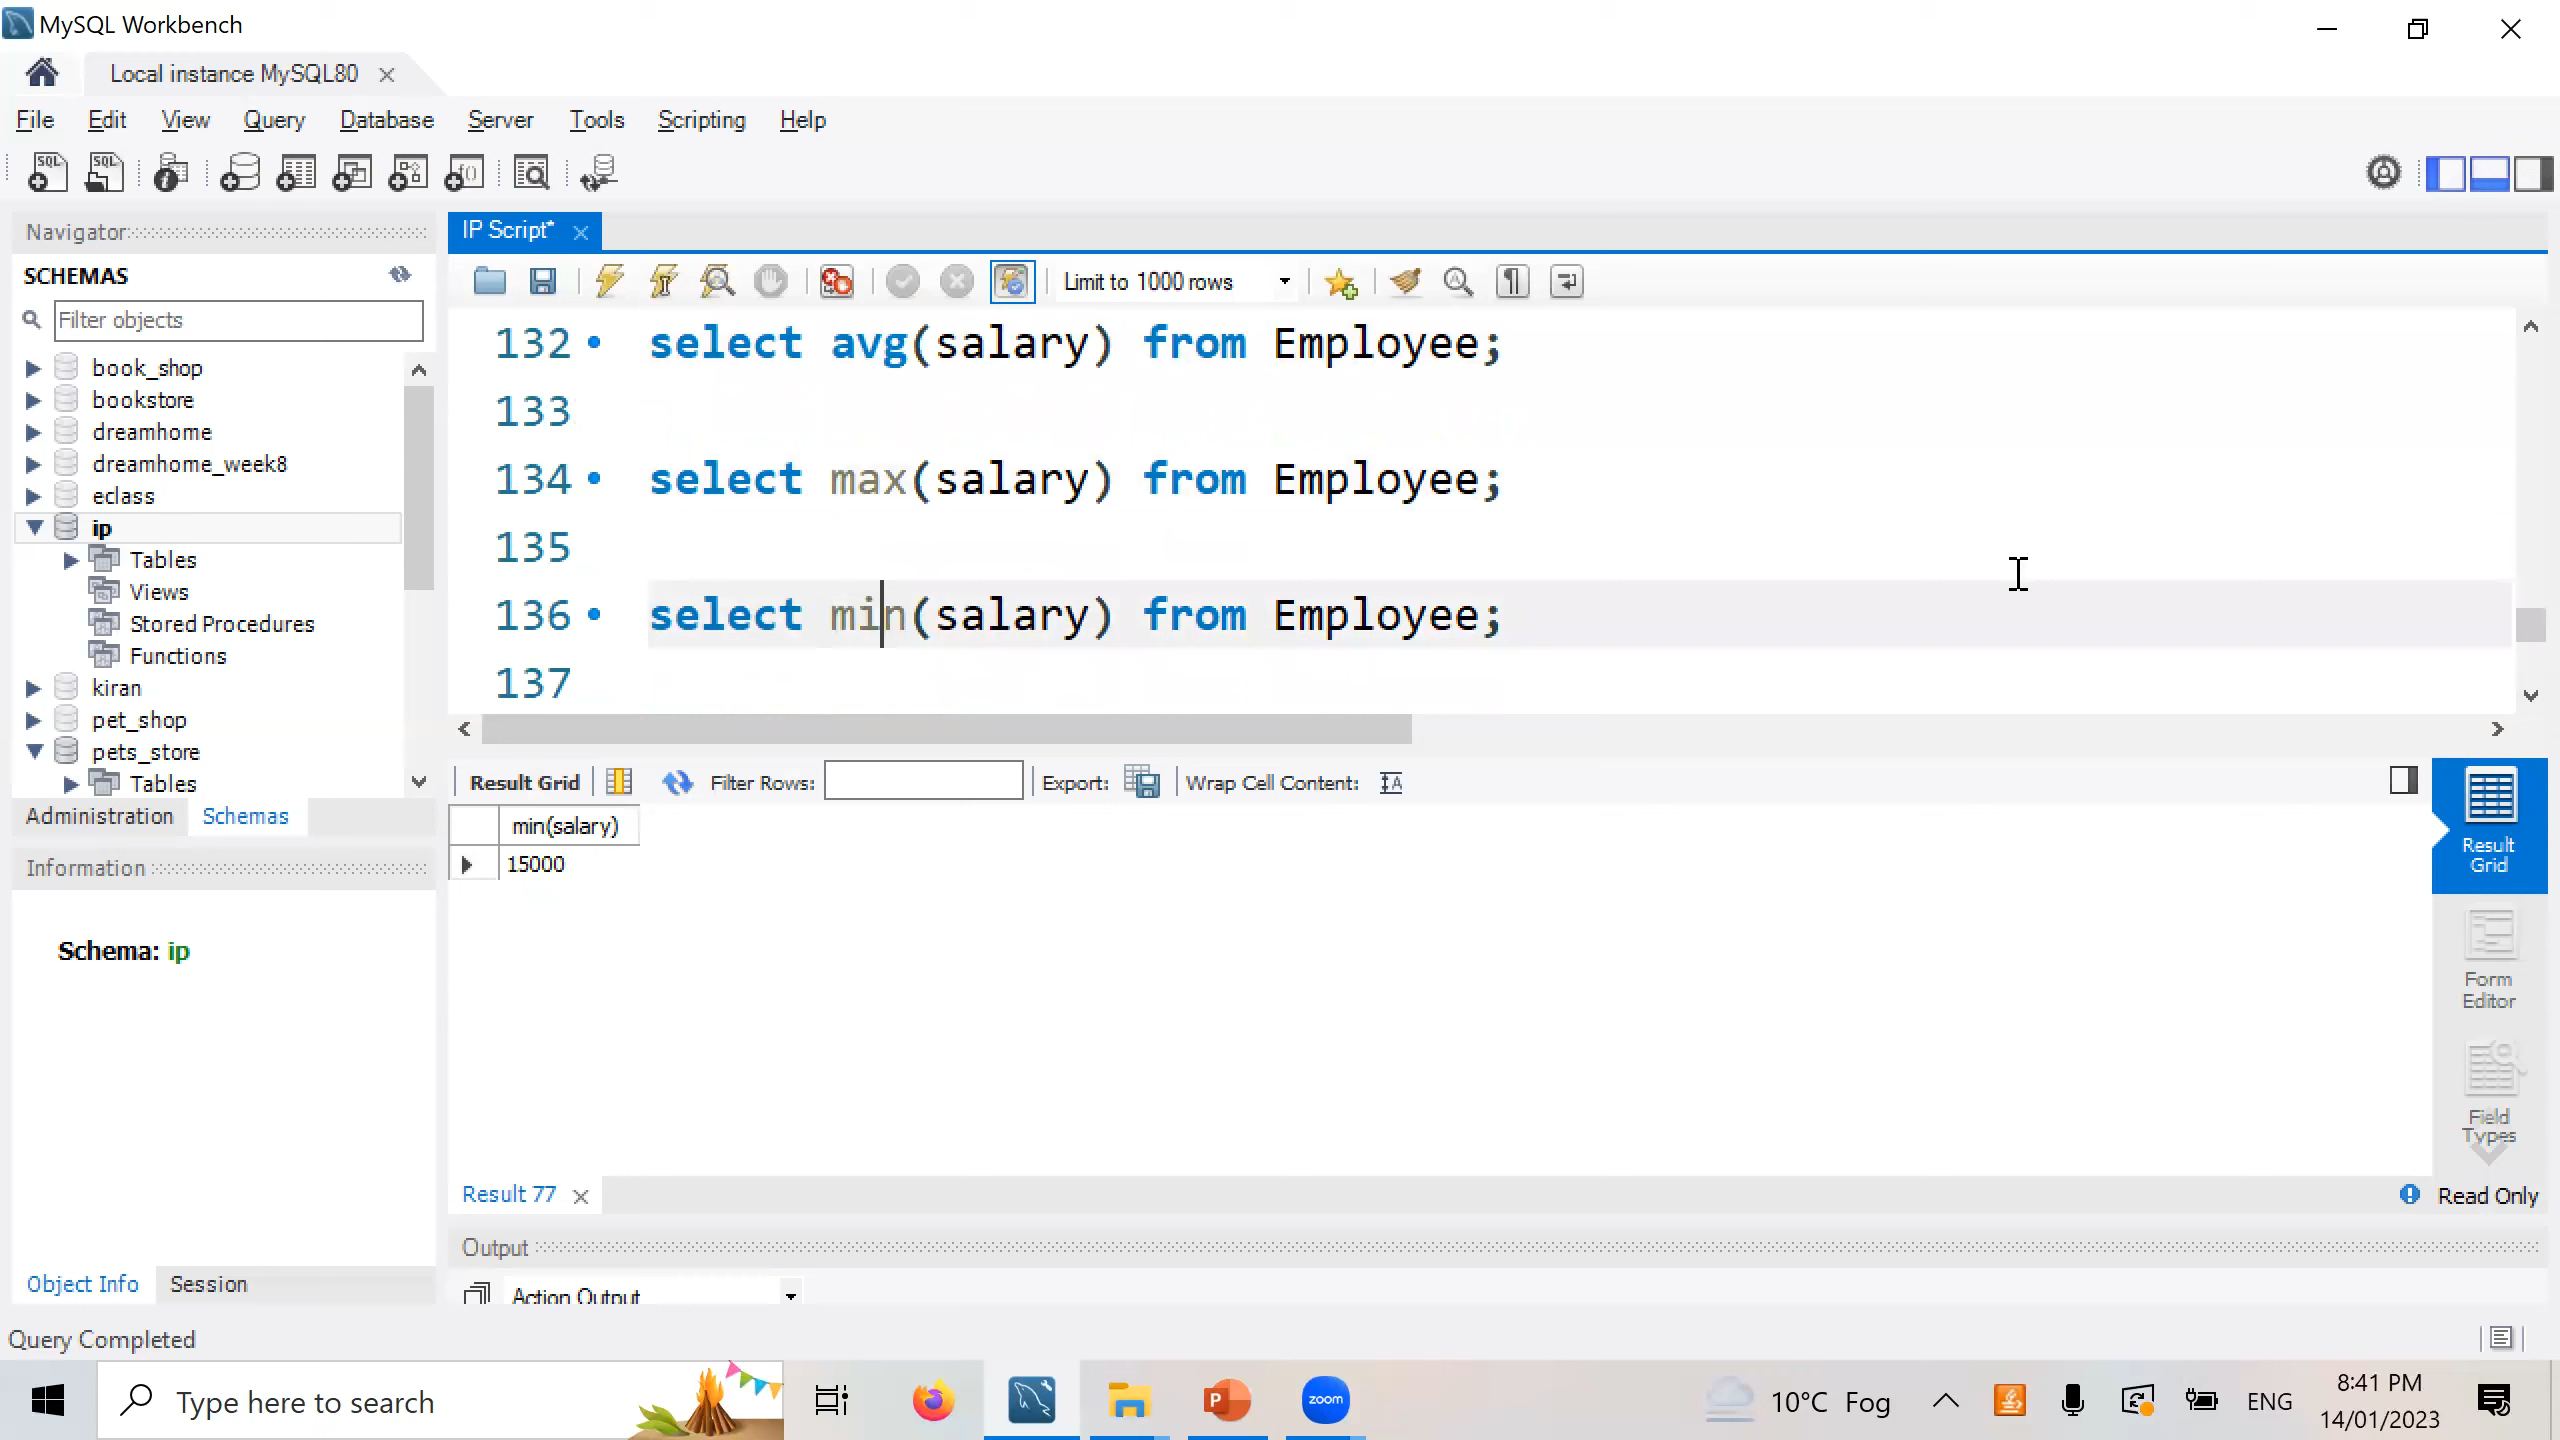 MySQL Workbench
Local instance MySQL80
File Edit View Query Database Server Tools Scripting Help
Navigator
SCHEMAS
Filter objects
book_shop
bookstore
dreamhome
dreamhome_week8
eclass
ip
Tables
Views
Stored Procedures
Functions
kiran
pet_shop
pets_store
Tables
Administration Schemas
Information
Schema: ip
Object Info Session
IP Script*
Limit to 1000 rows
132 select avg(salary) from Employee;
133
134 select max(salary) from Employee;
135
136 select min(salary) from Employee;
137
Result Grid Filter Rows: Export: Wrap Cell Content:
min(salary)
15000
Result Grid
Form Editor
Field Types
Result 77
Read Only
Output
Action Output
Query Completed
Type here to search
zoom
10°C Fog
ENG
8:41 PM
14/01/2023